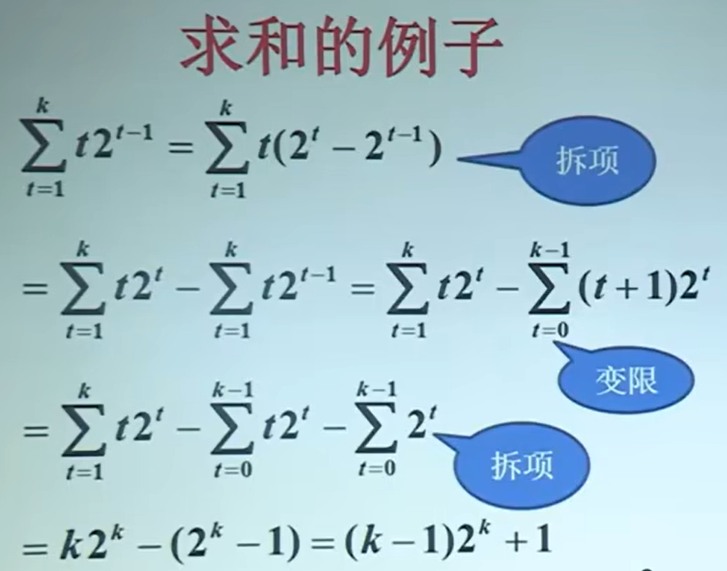 求和的例子
$\sum_{t=1}^{k} t2^{t-1} = \sum_{t=1}^{k} t(2^t - 2^{t-1})$ 拆项
$= \sum_{t=1}^{k} t2^t - \sum_{t=1}^{k} t2^{t-1} = \sum_{t=1}^{k} t2^t - \sum_{t=0}^{k-1} (t+1)2^t$
变限
$= \sum_{t=1}^{k} t2^t - \sum_{t=0}^{k-1} t2^t - \sum_{t=0}^{k-1} 2^t$
拆项
$= k2^k - (2^k - 1) = (k-1)2^k + 1$